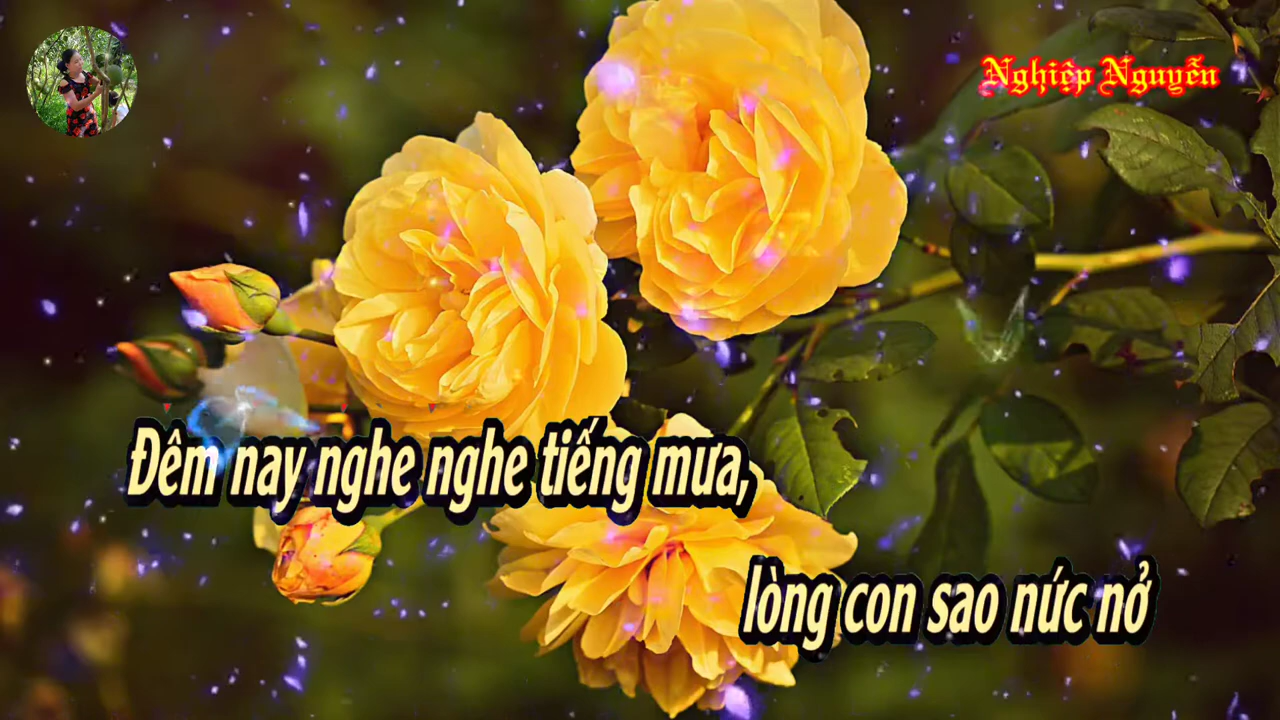 Nghiệp Nguyễn
Đêm nay nghe nghe tiếng mưa,
lòng con sao nức nở